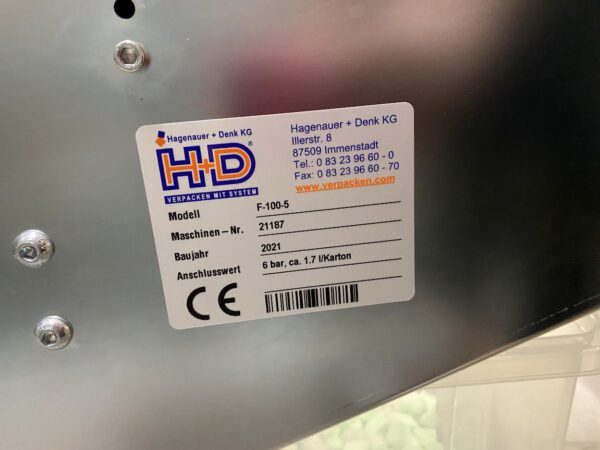 Hagenauer + Denk KG
H+D®
VERPACKEN MIT SYSTEM
Hagenauer + Denk KG
Illerstr. 8
87509 Immenstadt
Tel.: 0 83 23 96 60 - 0
Fax: 0 83 23 96 60 - 70
www.verpacken.com
Modell F-100-5
Maschinen – Nr. 21187
Baujahr 2021
Anschlusswert 6 bar, ca. 1.7 l/Karton
CE